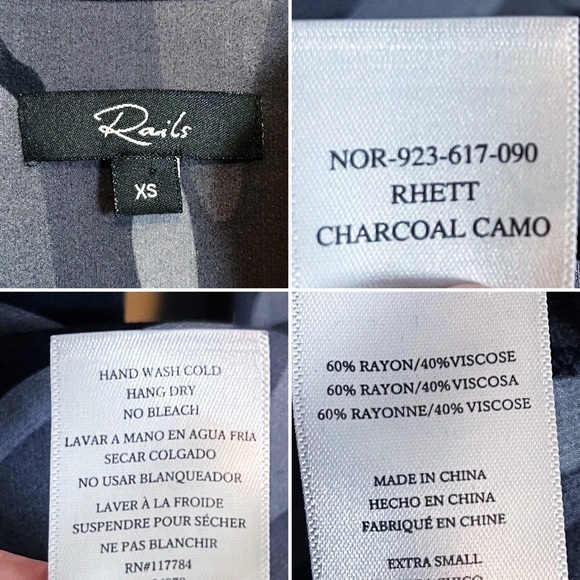 Rails
XS
NOR-923-617-090
RHETT
CHARCOAL CAMO
HAND WASH COLD
HANG DRY
NO BLEACH
LAVAR A MANO EN AGUA FRIA
SECAR COLGADO
NO USAR BLANQUEADOR
LAVER À LA FROIDE
SUSPENDRE POUR SÉCHER
NE PAS BLANCHIR
RN#117784
60% RAYON/40%VISCOSE
60% RAYON/40%VISCOSA
60% RAYONNE/40% VISCOSE
MADE IN CHINA
HECHO EN CHINA
FABRIQUÉ EN CHINE
EXTRA SMALL